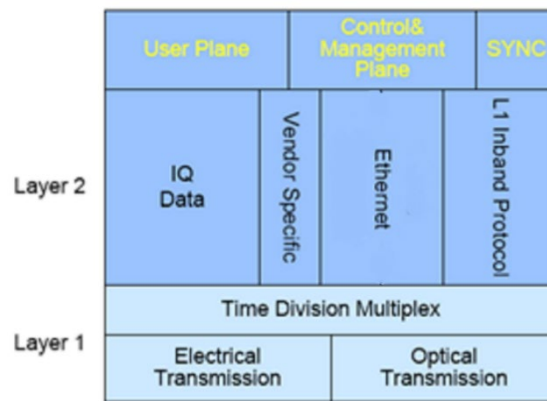 User Plane
Control&
Management
Plane
SYNC
Layer 2
IQ
Data
Vendor Specific
Ethernet
L1 Inband Protocol
Time Division Multiplex
Layer 1
Electrical
Transmission
Optical
Transmission